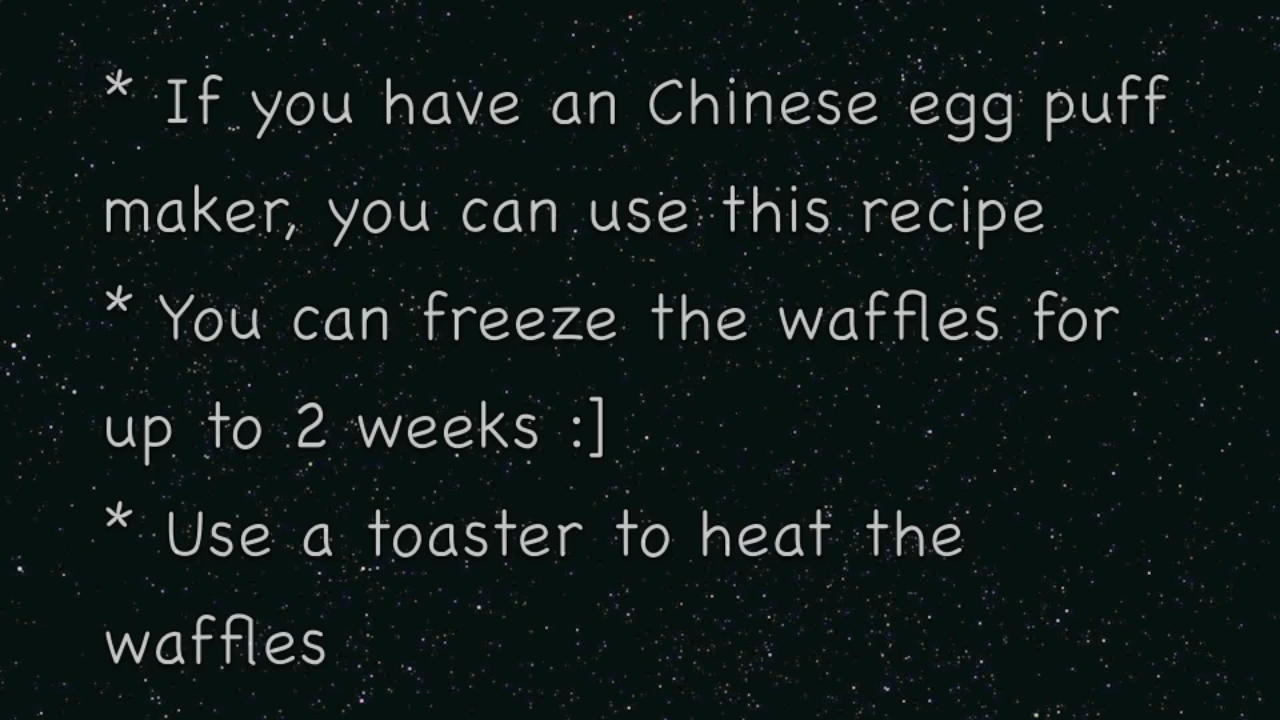 * If you have an Chinese egg puff
maker, you can use this recipe
* You can freeze the waffles for
up to 2 weeks :]
* Use a toaster to heat the
waffles